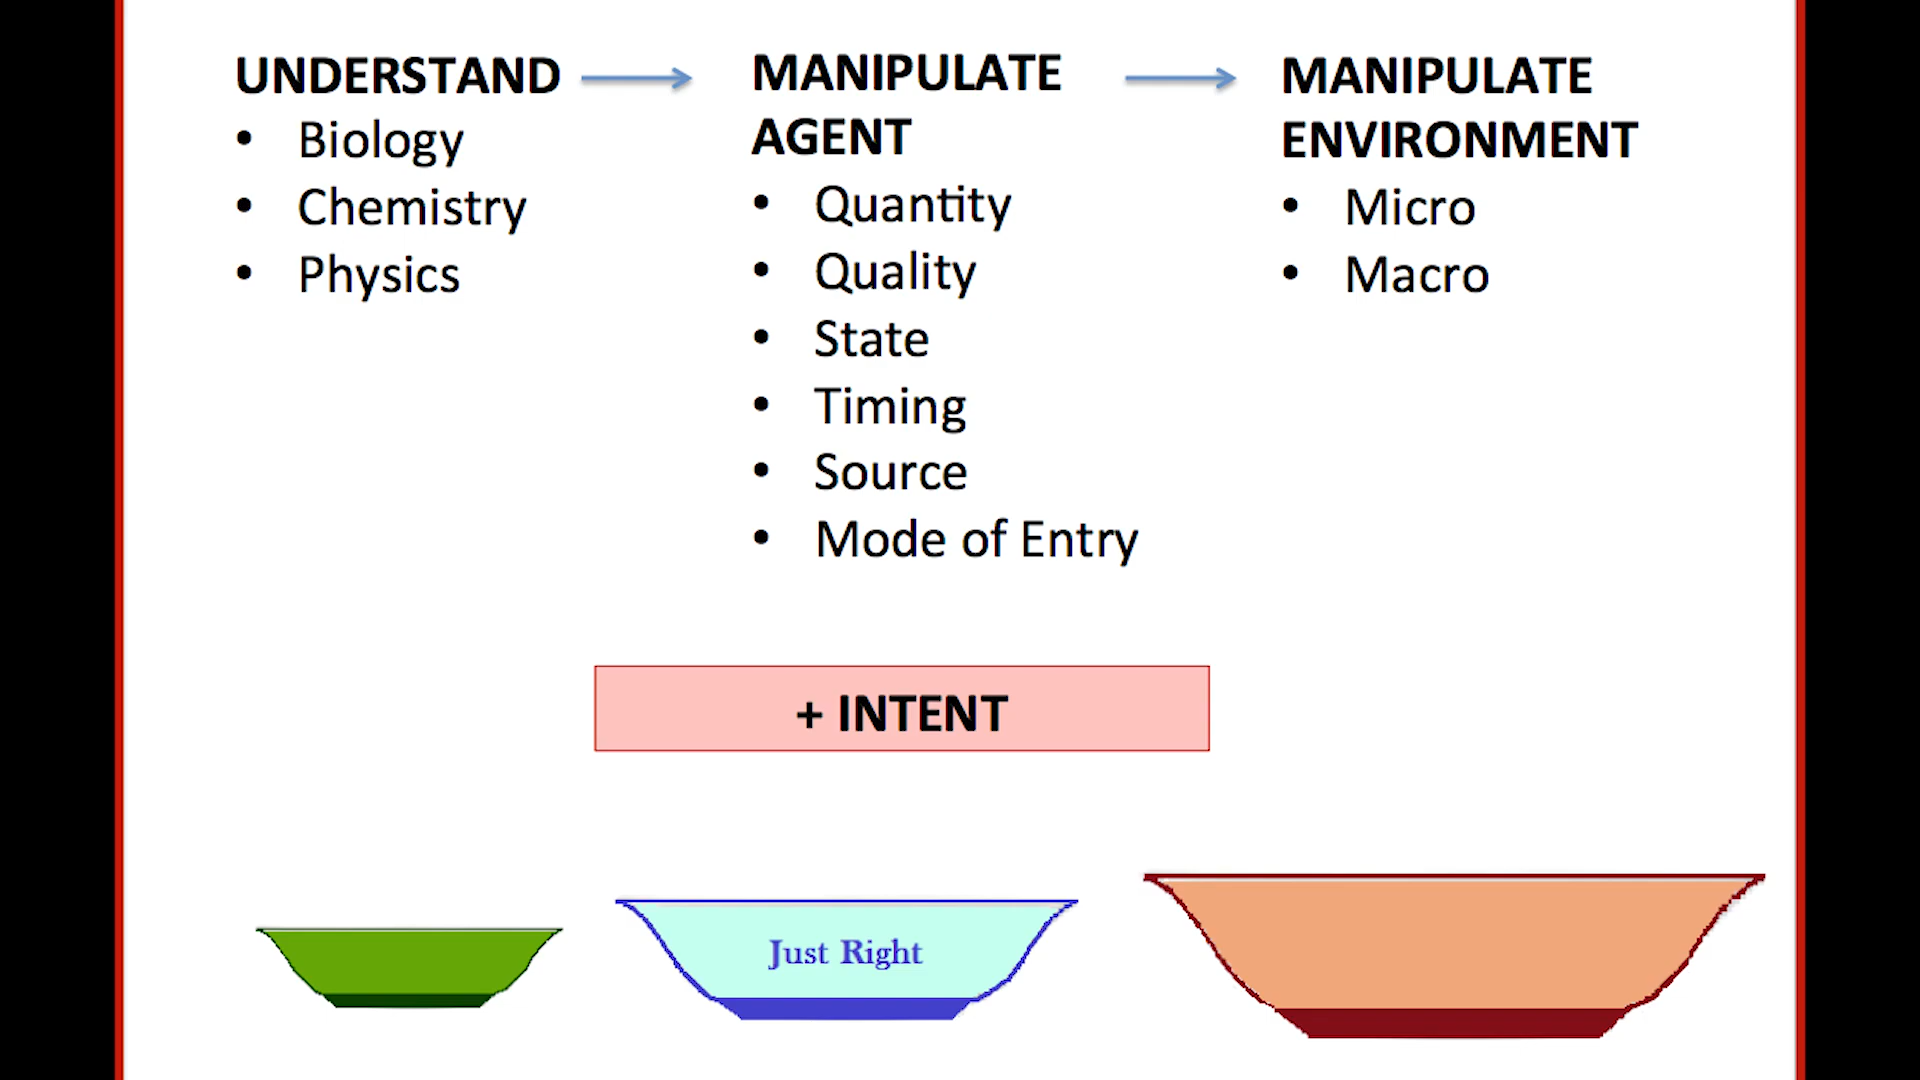 UNDERSTAND
• Biology
• Chemistry
• Physics
MANIPULATE
AGENT
• Quantity
• Quality
• State
• Timing
• Source
• Mode of Entry
MANIPULATE
ENVIRONMENT
• Micro
• Macro
+ INTENT
Just Right